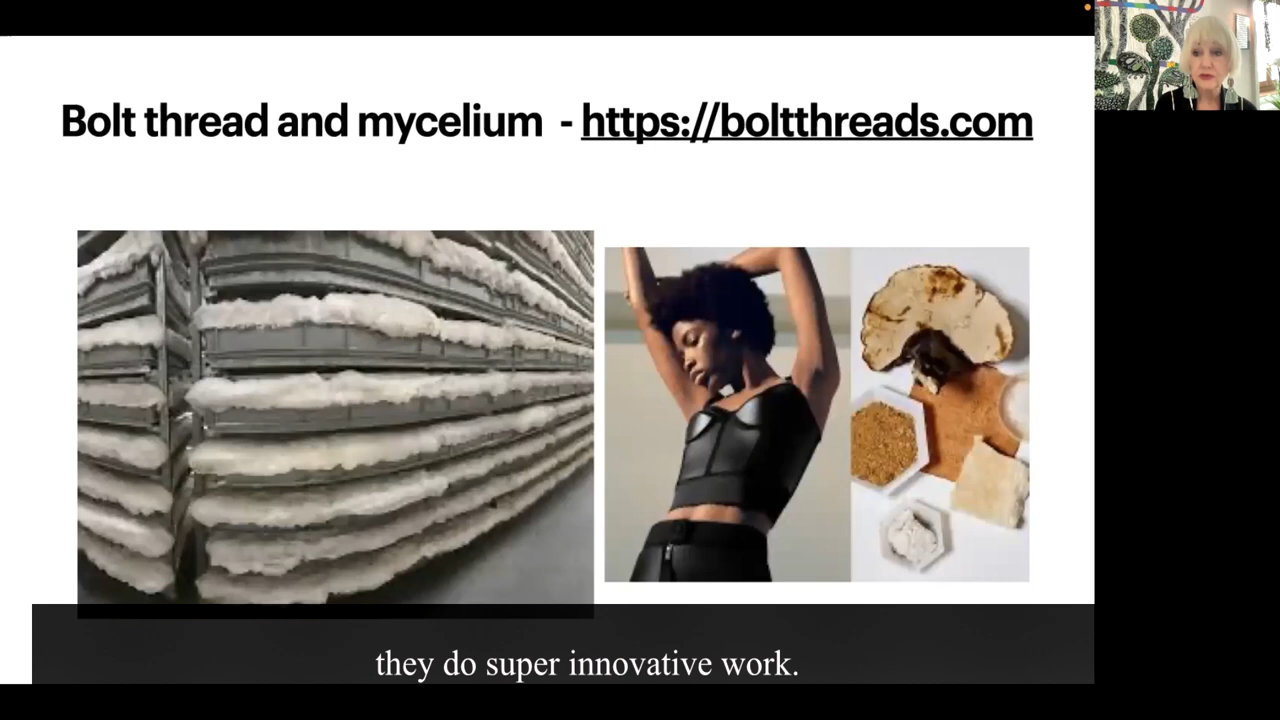 Bolt thread and mycelium - https://boltthreads.com
they do super innovative work.